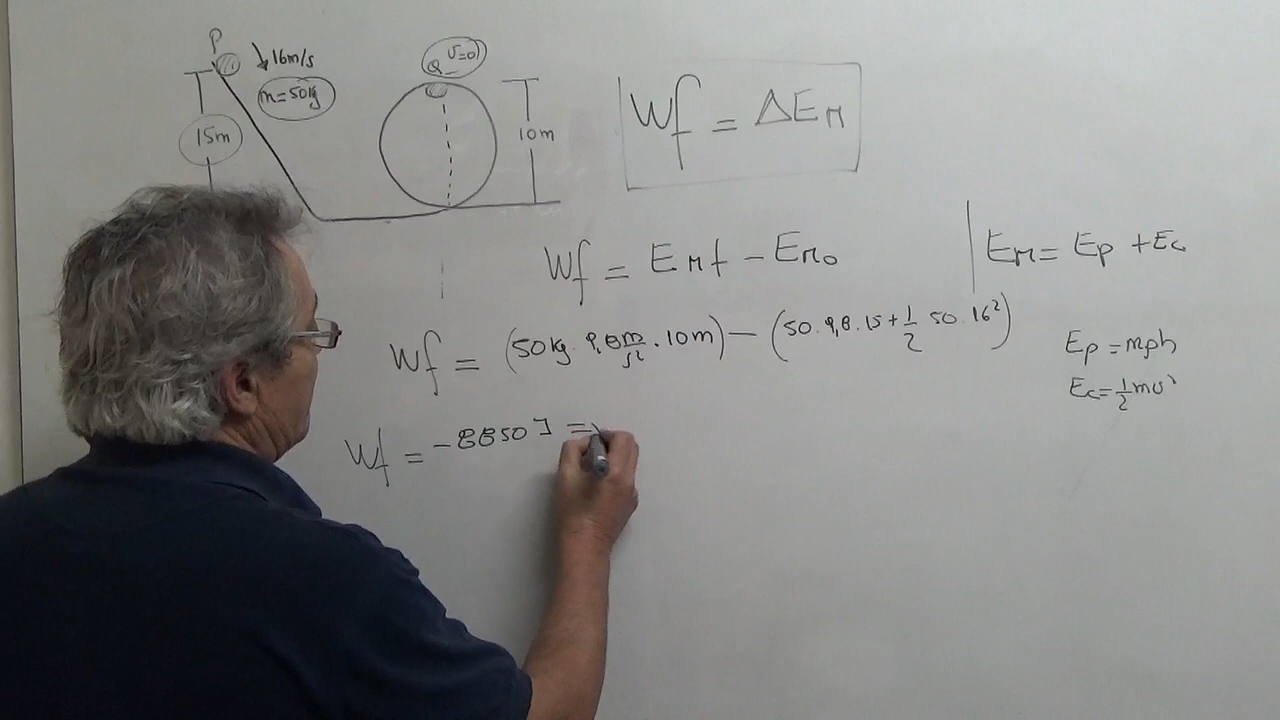 P
16m/s
m=50kg
15m
Q v=0
10m
Wf = ΔEM
Wf = EMf - EMo
EM= Ep + Ec
Wf = (50kg . 9,8 m/s² . 10m) - (50 . 9,8 . 15 + 1/2 50 . 16²)
Ep = mgh
Ec=1/2 mv²
Wf = -8850 J =